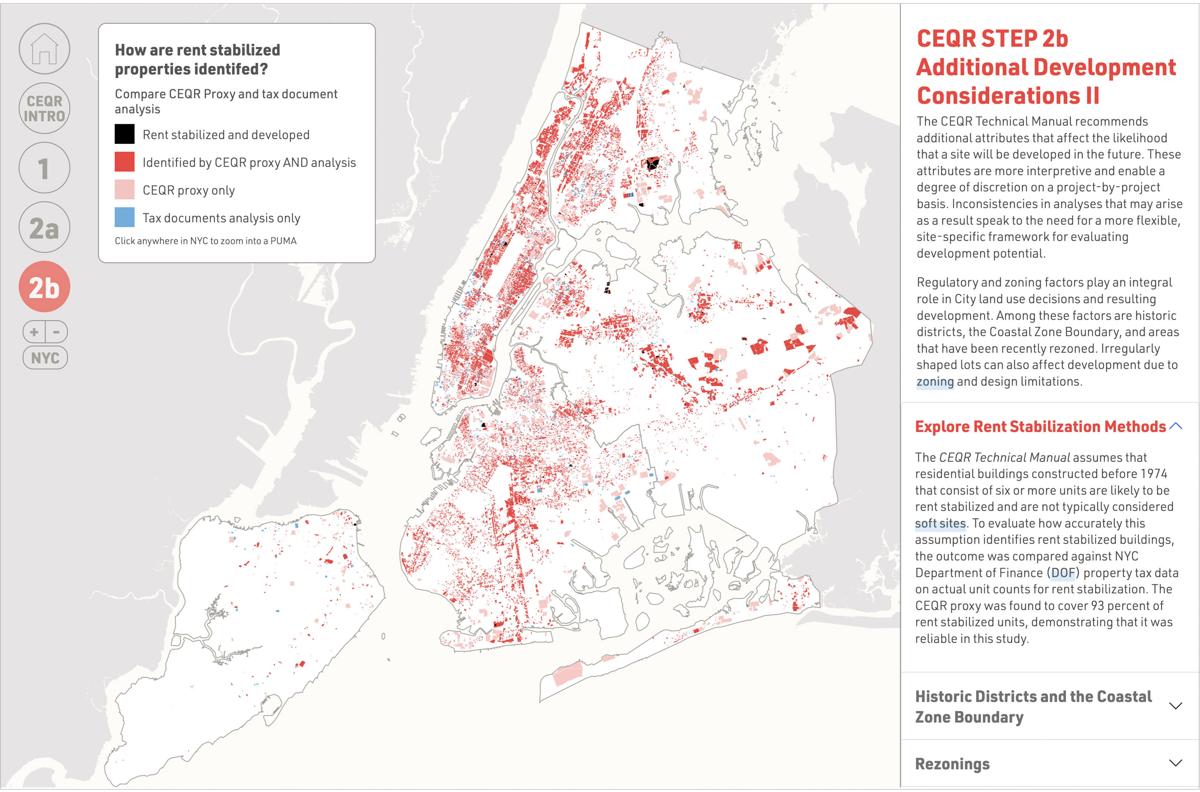 CEQR
INTRO
1
2a
2b
+ -
NYC
How are rent stabilized
properties identifed?
Compare CEQR Proxy and tax document
analysis
Rent stabilized and developed
Identified by CEQR proxy AND analysis
CEQR proxy only
Tax documents analysis only
Click anywhere in NYC to zoom into a PUMA
CEQR STEP 2b
Additional Development
Considerations II
The CEQR Technical Manual recommends
additional attributes that affect the likelihood
that a site will be developed in the future. These
attributes are more interpretive and enable a
degree of discretion on a project-by-project
basis. Inconsistencies in analyses that may arise
as a result speak to the need for a more flexible,
site-specific framework for evaluating
development potential.
Regulatory and zoning factors play an integral
role in City land use decisions and resulting
development. Among these factors are historic
districts, the Coastal Zone Boundary, and areas
that have been recently rezoned. Irregularly
shaped lots can also affect development due to
zoning and design limitations.
Explore Rent Stabilization Methods
The CEQR Technical Manual assumes that
residential buildings constructed before 1974
that consist of six or more units are likely to be
rent stabilized and are not typically considered
soft sites. To evaluate how accurately this
assumption identifies rent stabilized buildings,
the outcome was compared against NYC
Department of Finance (DOF) property tax data
on actual unit counts for rent stabilization. The
CEQR proxy was found to cover 93 percent of
rent stabilized units, demonstrating that it was
reliable in this study.
Historic Districts and the Coastal
Zone Boundary
Rezonings